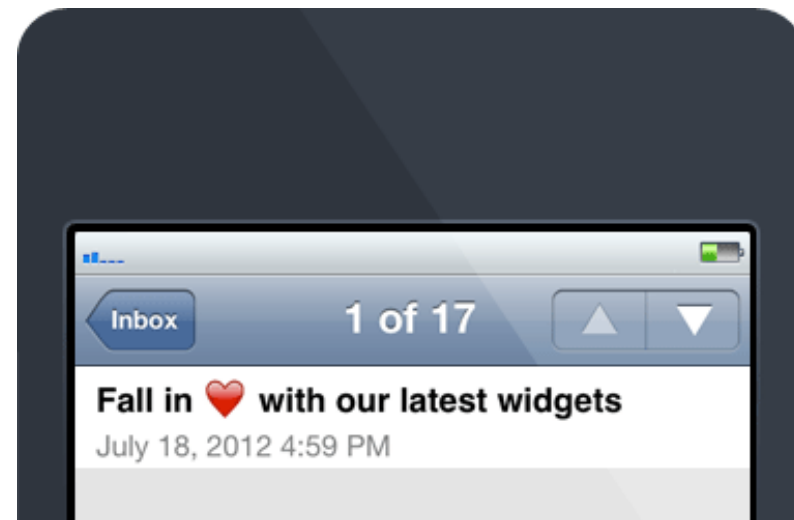 Inbox
1 of 17
Fall in ❤️ with our latest widgets
July 18, 2012 4:59 PM